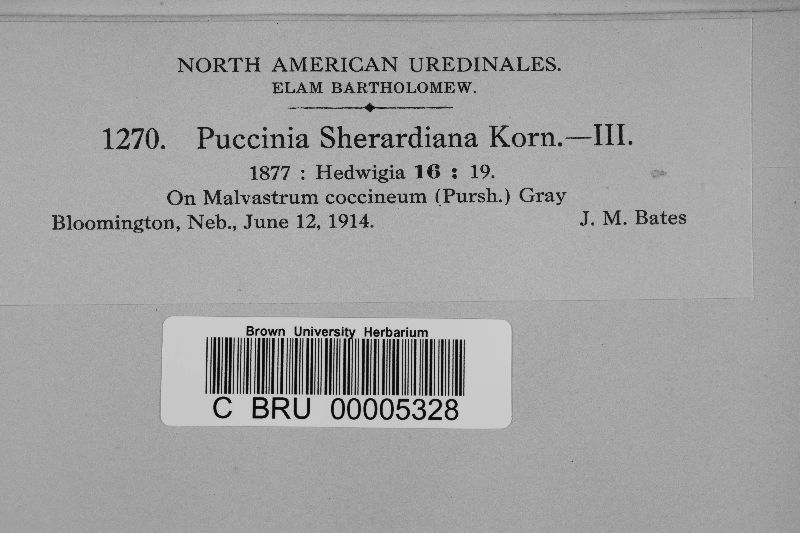 NORTH AMERICAN UREDINALES.
ELAM BARTHOLOMEW.
1270. Puccinia Sherardiana Korn.—III.
1877 : Hedwigia 16 : 19.
On Malvastrum coccineum (Pursh.) Gray
Bloomington, Neb., June 12, 1914. J. M. Bates
Brown University Herbarium
C BRU 00005328